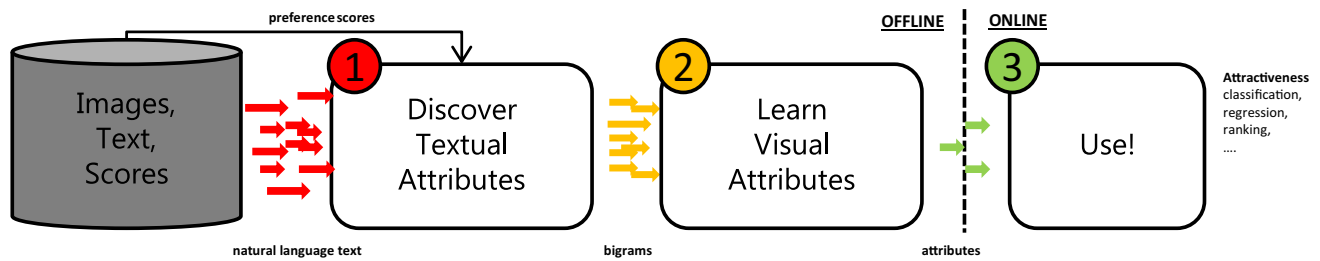 preference scores
OFFLINE
ONLINE
1
2
3
Images,
Text,
Scores
Discover
Textual
Attributes
Learn
Visual
Attributes
Use!
Attractiveness
classification,
regression,
ranking,
....
natural language text
bigrams
attributes